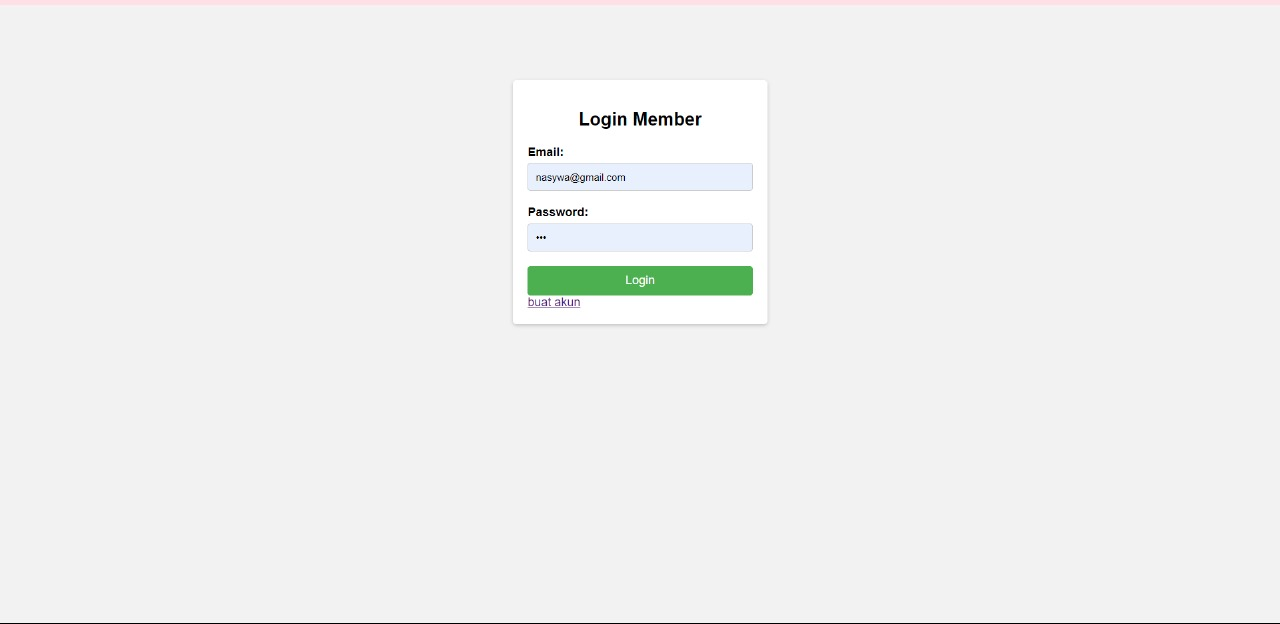 Login Member
Email:
nasywa@gmail.com
Password:
•••
Login
buat akun